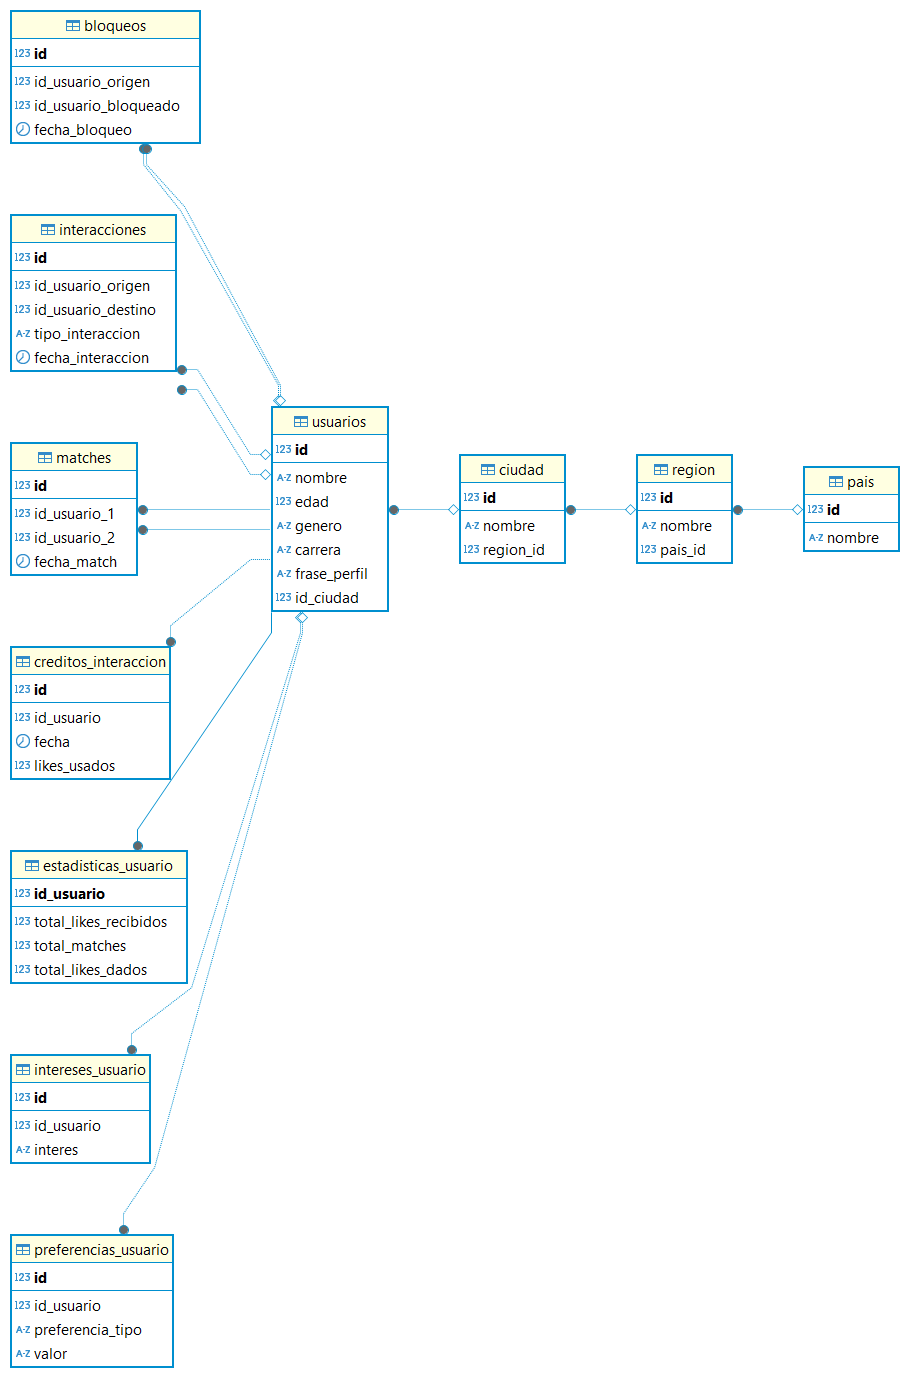 bloqueos
123 id
123 id_usuario_origen
123 id_usuario_bloqueado
fecha_bloqueo
interacciones
123 id
123 id_usuario_origen
123 id_usuario_destino
A-Z tipo_interaccion
fecha_interaccion
matches
123 id
123 id_usuario_1
123 id_usuario_2
fecha_match
creditos_interaccion
123 id
123 id_usuario
fecha
123 likes_usados
estadisticas_usuario
123 id_usuario
123 total_likes_recibidos
123 total_matches
123 total_likes_dados
intereses_usuario
123 id
123 id_usuario
A-Z interes
preferencias_usuario
123 id
123 id_usuario
A-Z preferencia_tipo
A-Z valor
usuarios
123 id
A-Z nombre
123 edad
A-Z genero
A-Z carrera
A-Z frase_perfil
123 id_ciudad
ciudad
123 id
A-Z nombre
123 region_id
region
123 id
A-Z nombre
123 pais_id
pais
123 id
A-Z nombre